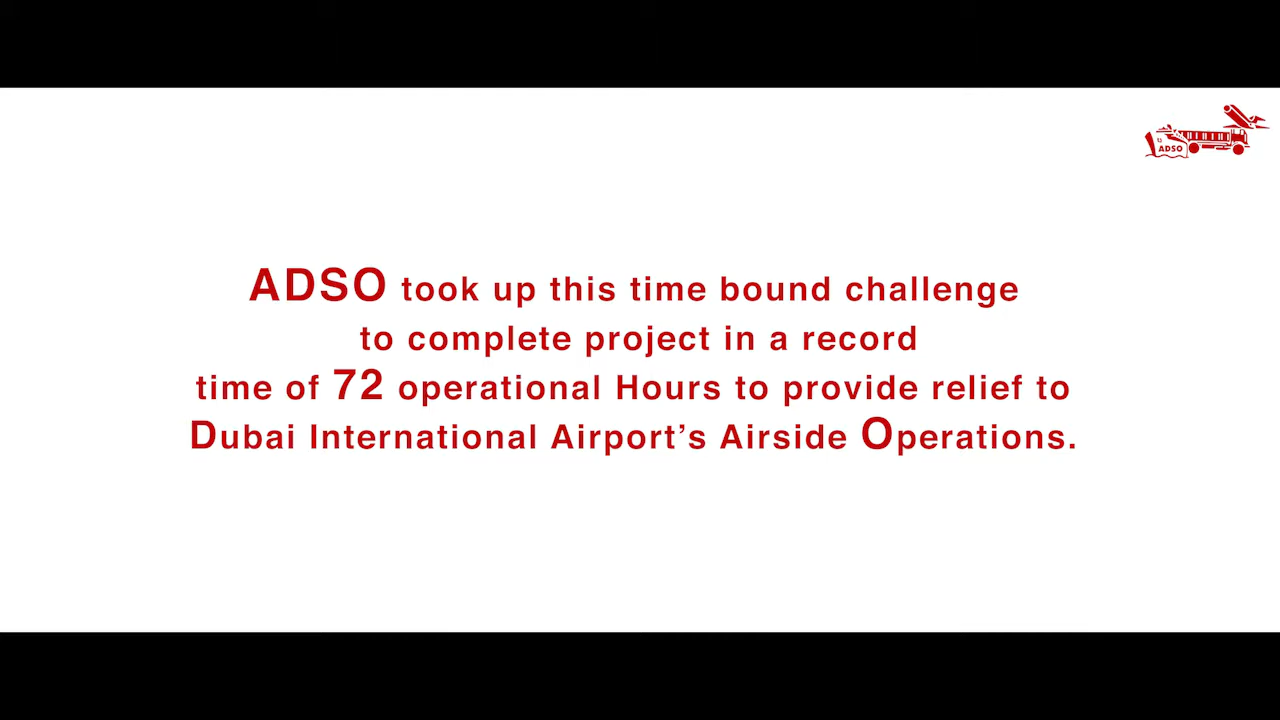 ADSO
ADSO took up this time bound challenge
to complete project in a record
time of 72 operational Hours to provide relief to
Dubai International Airport’s Airside Operations.